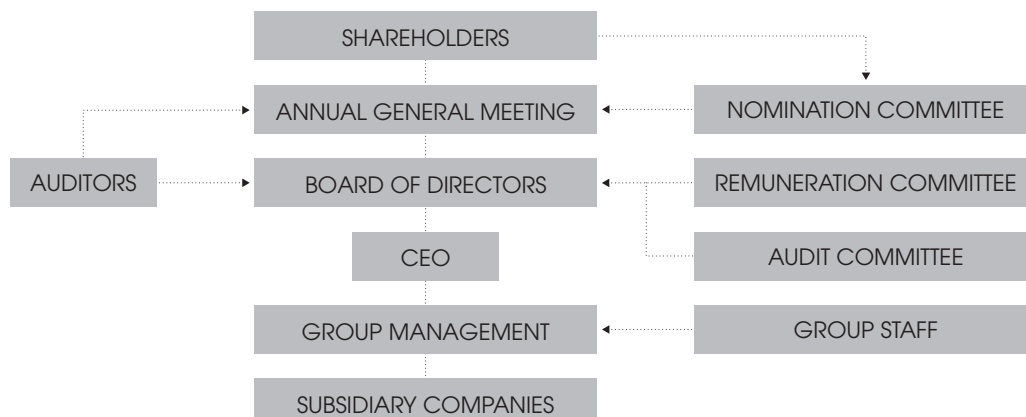 SHAREHOLDERS
ANNUAL GENERAL MEETING
NOMINATION COMMITTEE
AUDITORS
BOARD OF DIRECTORS
REMUNERATION COMMITTEE
CEO
AUDIT COMMITTEE
GROUP MANAGEMENT
GROUP STAFF
SUBSIDIARY COMPANIES